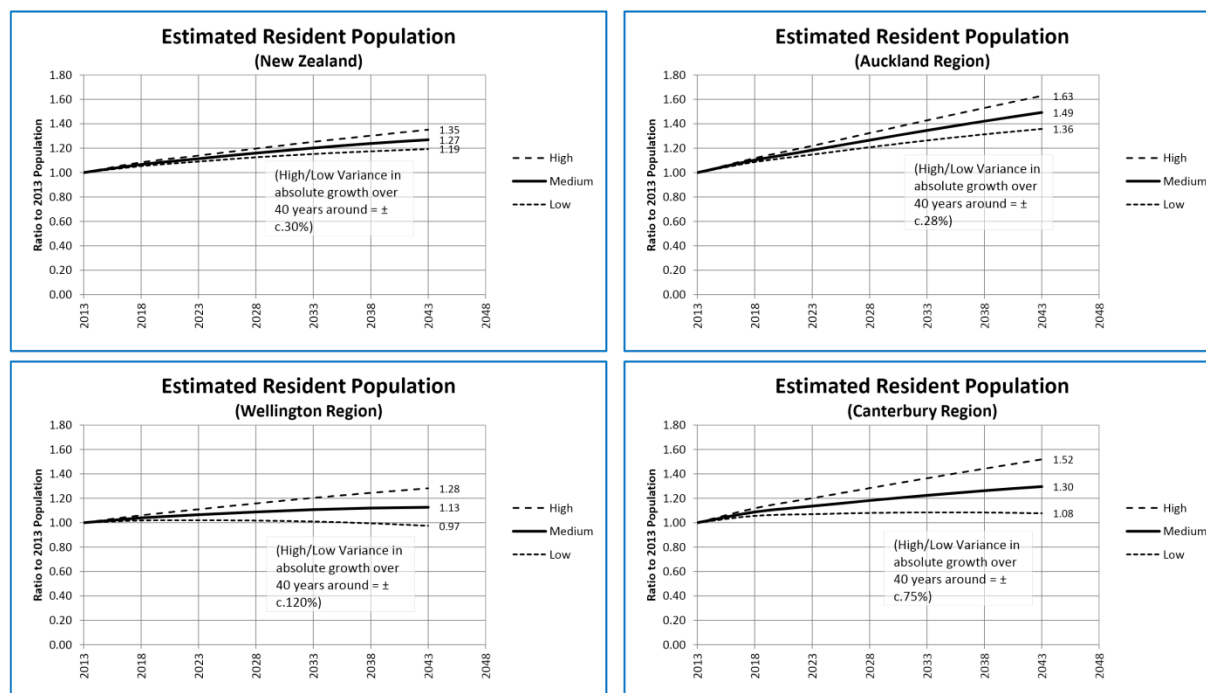 Estimated Resident Population
(New Zealand)
Ratio to 2013 Population
1.80
1.60
1.40
1.20
1.00
0.80
0.60
0.40
0.20
0.00
1.35
1.27
1.19
(High/Low Variance in
absolute growth over
40 years around = ±
c.30%)
2013
2018
2023
2028
2033
2038
2043
2048
High
Medium
Low
Estimated Resident Population
(Auckland Region)
Ratio to 2013 Population
1.80
1.60
1.40
1.20
1.00
0.80
0.60
0.40
0.20
0.00
1.63
1.49
1.36
(High/Low Variance in
absolute growth over
40 years around = ±
c.28%)
2013
2018
2023
2028
2033
2038
2043
2048
High
Medium
Low
Estimated Resident Population
(Wellington Region)
Ratio to 2013 Population
1.80
1.60
1.40
1.20
1.00
0.80
0.60
0.40
0.20
0.00
1.28
1.13
0.97
(High/Low Variance in
absolute growth over
40 years around = ±
c.120%)
2013
2018
2023
2028
2033
2038
2043
2048
High
Medium
Low
Estimated Resident Population
(Canterbury Region)
Ratio to 2013 Population
1.80
1.60
1.40
1.20
1.00
0.80
0.60
0.40
0.20
0.00
1.52
1.30
1.08
(High/Low Variance in
absolute growth over
40 years around = ±
c.75%)
2013
2018
2023
2028
2033
2038
2043
2048
High
Medium
Low